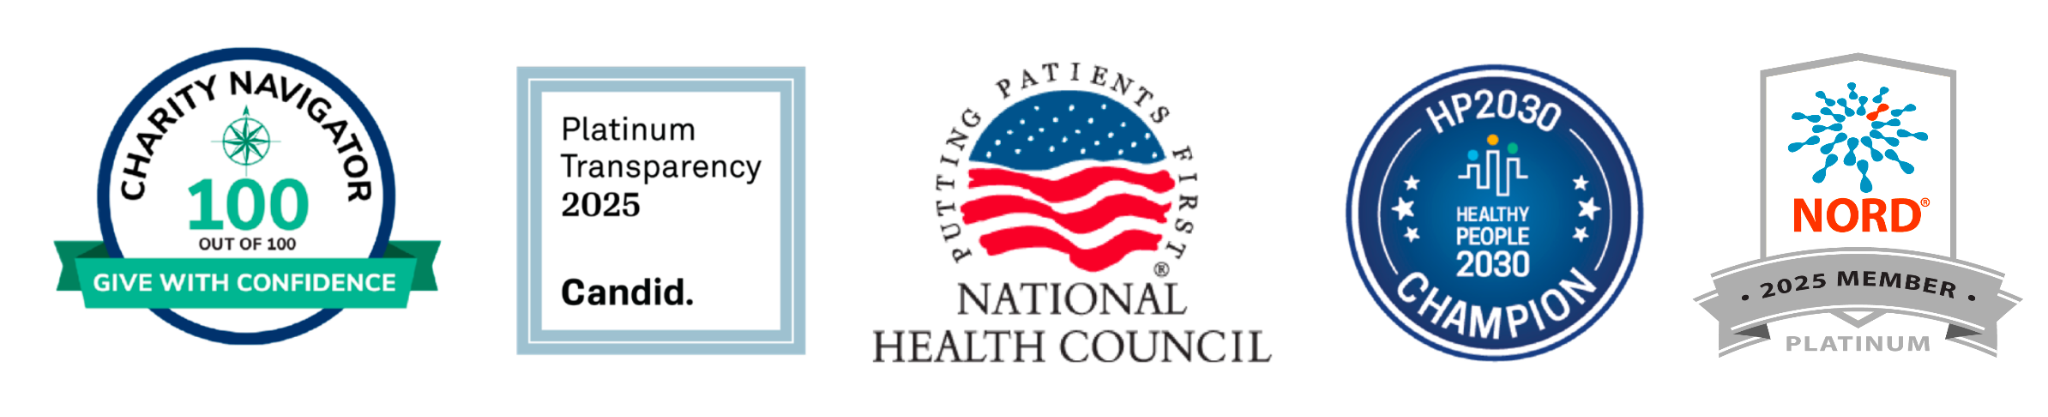 CHARITY NAVIGATOR
100
OUT OF 100
GIVE WITH CONFIDENCE
Platinum
Transparency
2025
Candid.
PUTTING PATIENTS FIRST
®
NATIONAL
HEALTH COUNCIL
HP2030
HEALTHY
PEOPLE
2030
CHAMPION
NORD®
• 2025 MEMBER •
PLATINUM